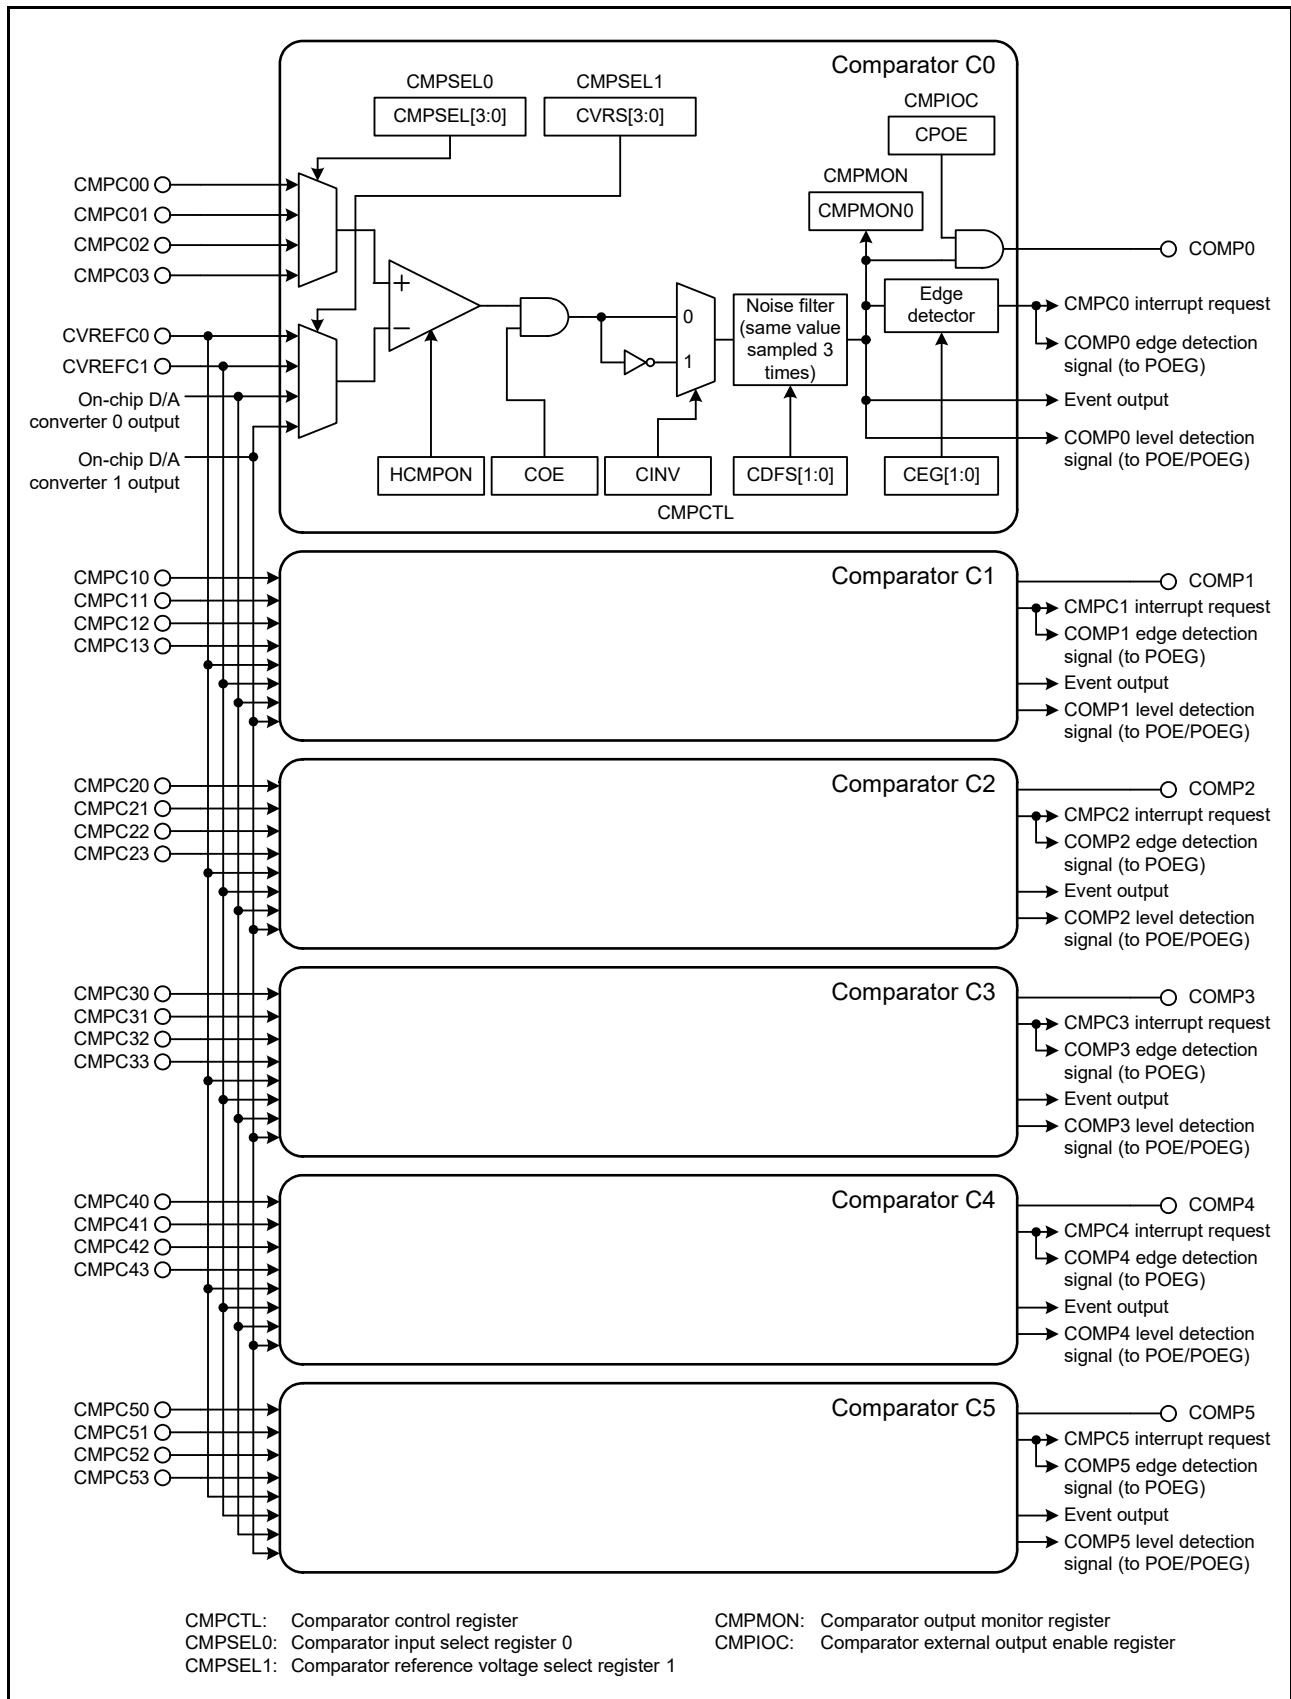 Comparator C0
CMPSEL0
CMPSEL[3:0]
CMPSEL1
CVRS[3:0]
CMPIOC
CPOE
CMPMON
CMPMON0
CMPC00
CMPC01
CMPC02
CMPC03
CVREFC0
CVREFC1
On-chip D/A
converter 0 output
On-chip D/A
converter 1 output
+
−
0
1
Noise filter
(same value
sampled 3
times)
Edge
detector
HCMPON
COE
CINV
CDFS[1:0]
CEG[1:0]
CMPCTL
COMP0
CMPC0 interrupt request
COMP0 edge detection
signal (to POEG)
Event output
COMP0 level detection
signal (to POE/POEG)
CMPC10
CMPC11
CMPC12
CMPC13
Comparator C1
COMP1
CMPC1 interrupt request
COMP1 edge detection
signal (to POEG)
Event output
COMP1 level detection
signal (to POE/POEG)
CMPC20
CMPC21
CMPC22
CMPC23
Comparator C2
COMP2
CMPC2 interrupt request
COMP2 edge detection
signal (to POEG)
Event output
COMP2 level detection
signal (to POE/POEG)
CMPC30
CMPC31
CMPC32
CMPC33
Comparator C3
COMP3
CMPC3 interrupt request
COMP3 edge detection
signal (to POEG)
Event output
COMP3 level detection
signal (to POE/POEG)
CMPC40
CMPC41
CMPC42
CMPC43
Comparator C4
COMP4
CMPC4 interrupt request
COMP4 edge detection
signal (to POEG)
Event output
COMP4 level detection
signal (to POE/POEG)
CMPC50
CMPC51
CMPC52
CMPC53
Comparator C5
COMP5
CMPC5 interrupt request
COMP5 edge detection
signal (to POEG)
Event output
COMP5 level detection
signal (to POE/POEG)
CMPCTL: Comparator control register
CMPSEL0: Comparator input select register 0
CMPSEL1: Comparator reference voltage select register 1
CMPMON: Comparator output monitor register
CMPIOC: Comparator external output enable register